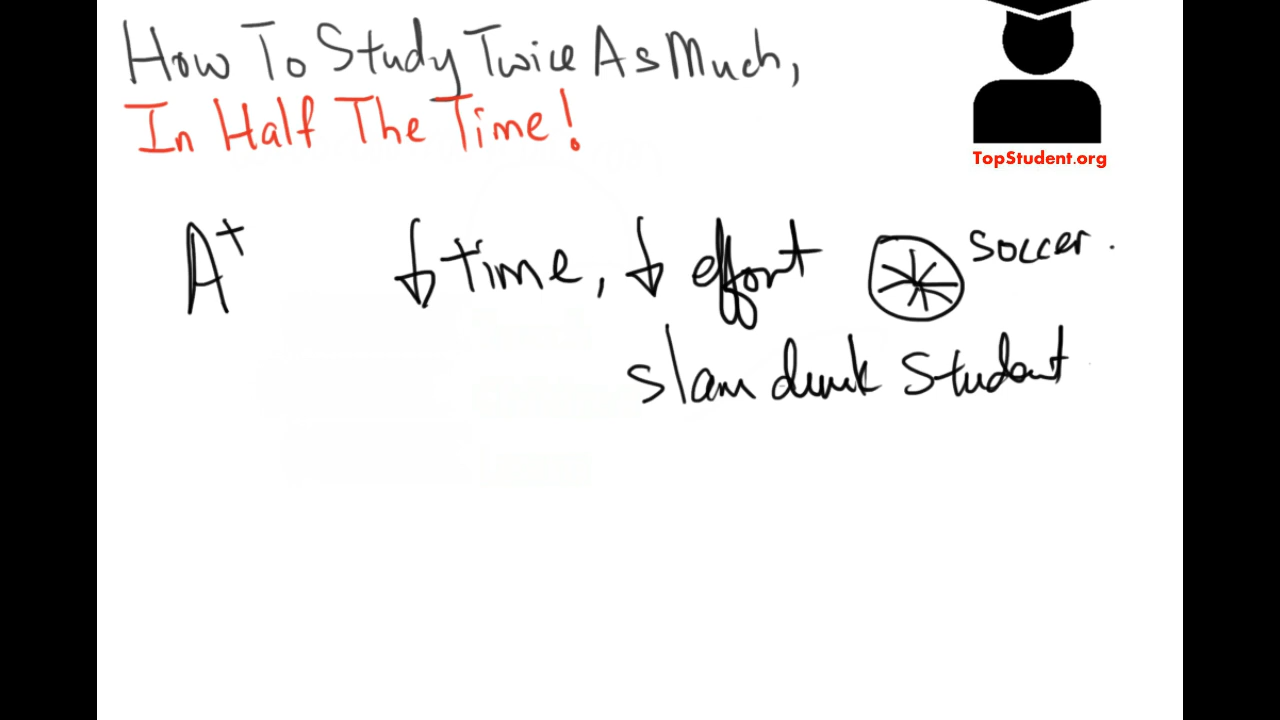 How To Study Twice As Much,
In Half The Time!
TopStudent.org
A+ ↓ time, ↓ effort soccer.
slam dunk student